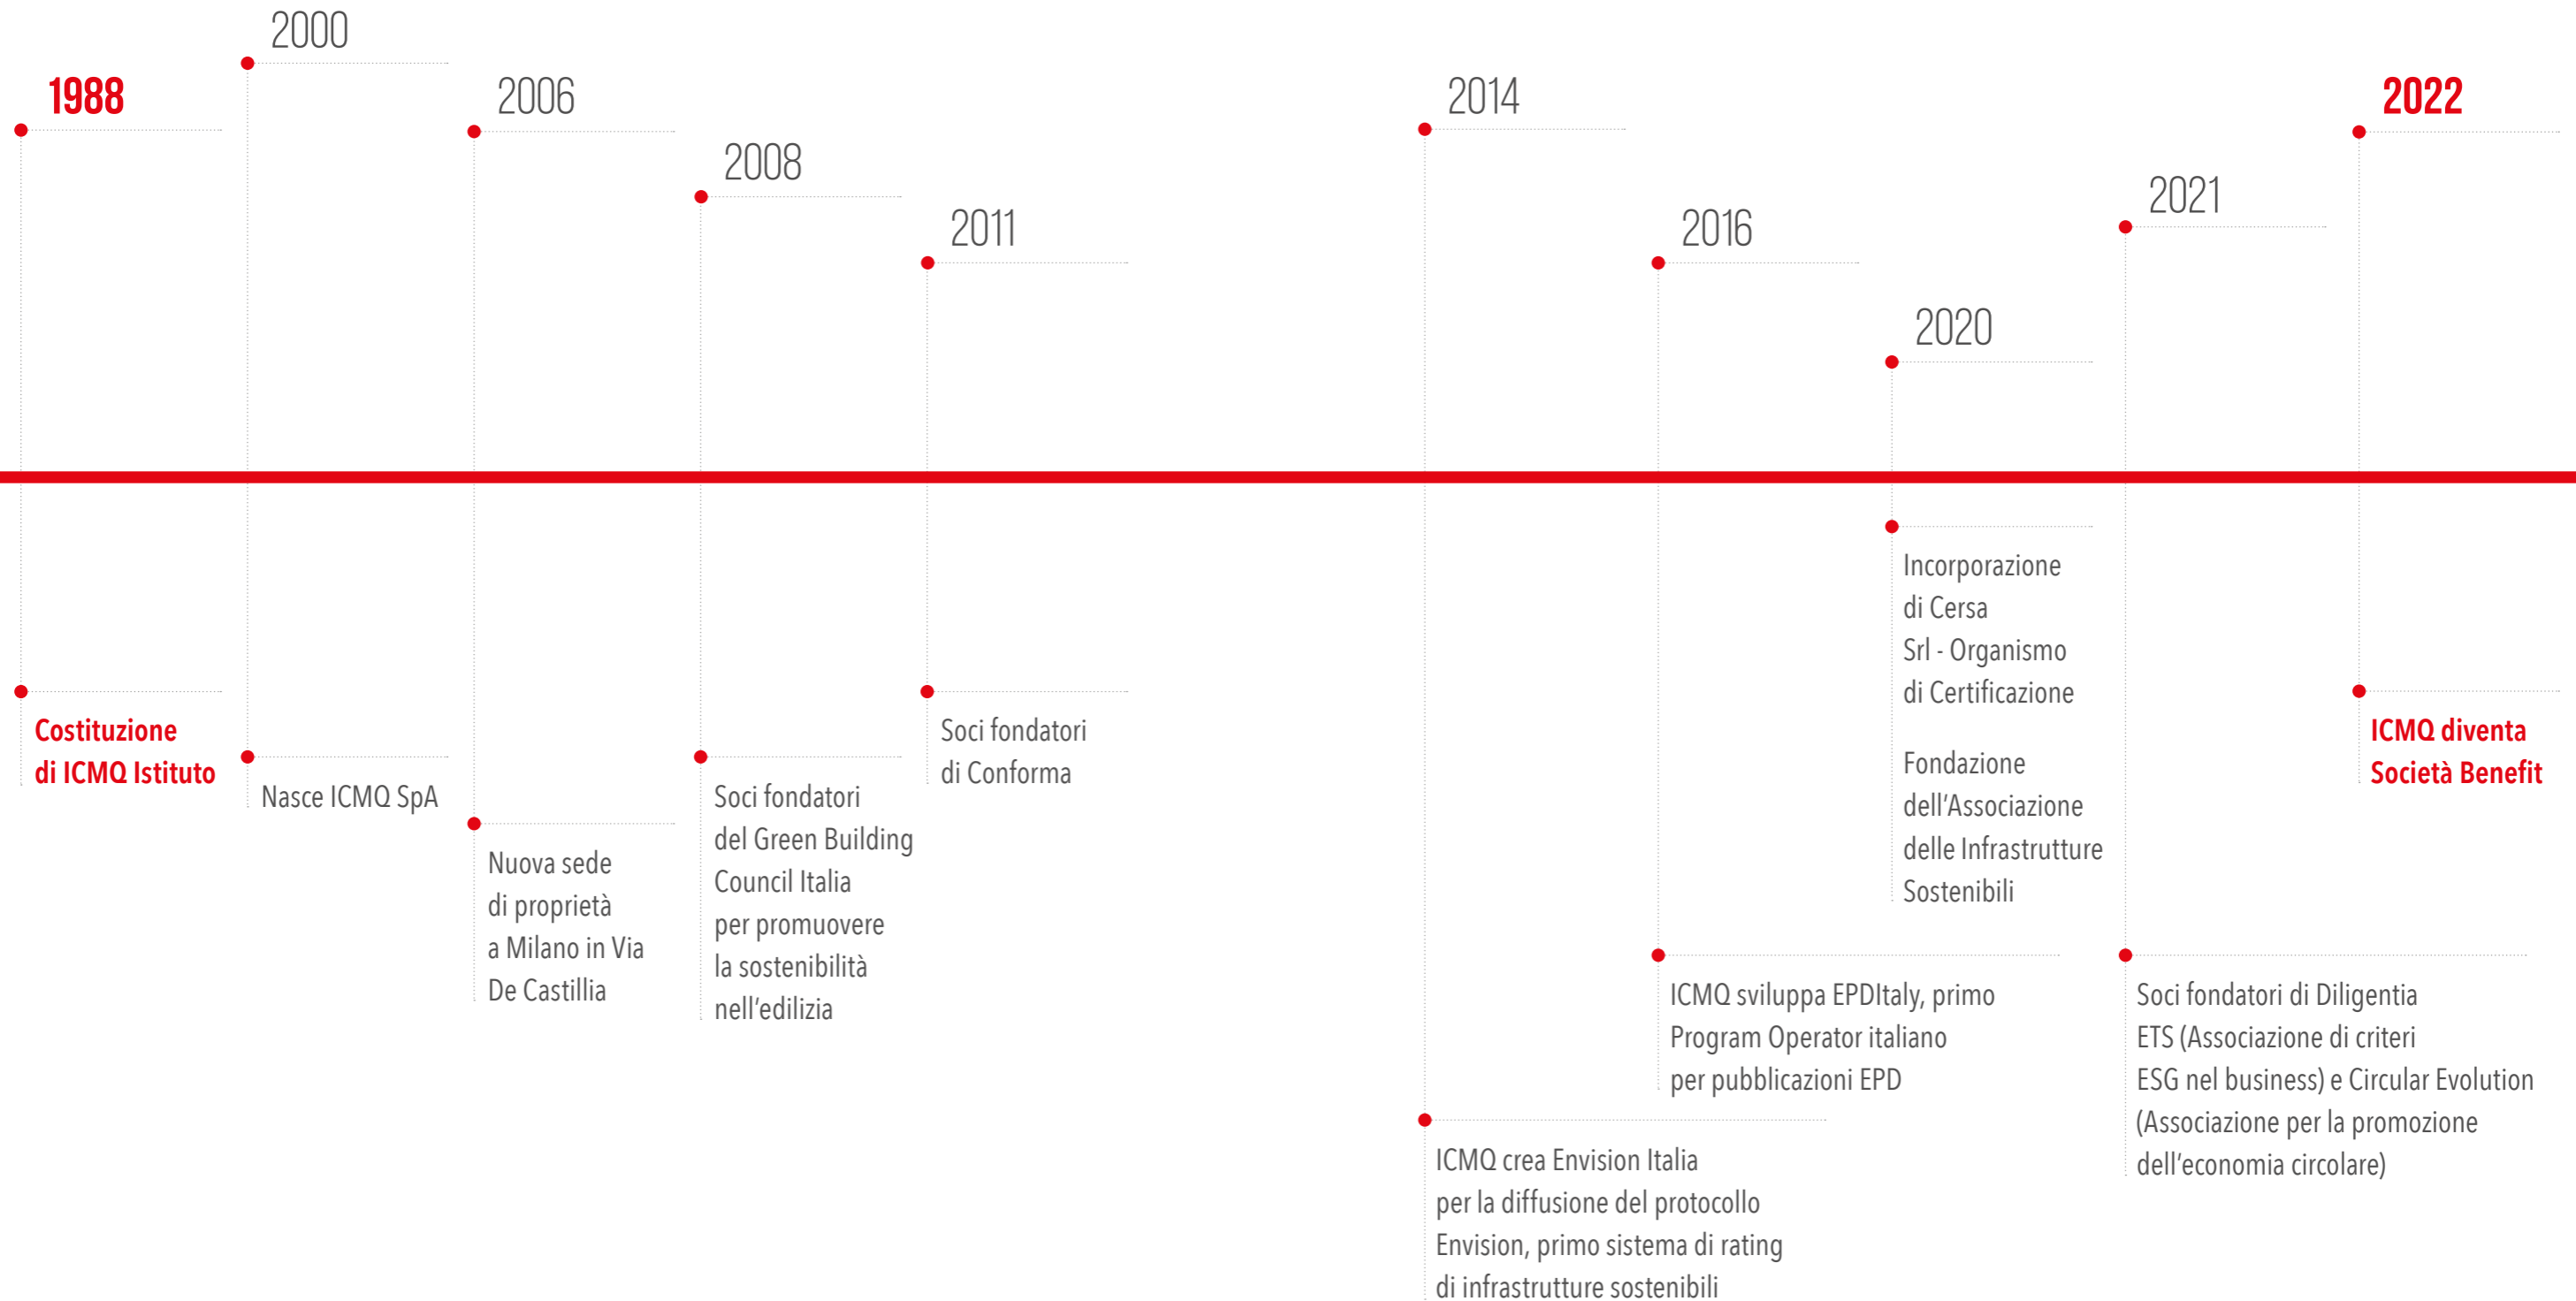 1988
Costituzione
di ICMQ Istituto
2000
Nasce ICMQ SpA
2006
Nuova sede
di proprietà
a Milano in Via
De Castillia
2008
Soci fondatori
del Green Building
Council Italia
per promuovere
la sostenibilità
nell'edilizia
2011
Soci fondatori
di Conforma
2014
ICMQ crea Envision Italia
per la diffusione del protocollo
Envision, primo sistema di rating
di infrastutture sostenibili
2016
ICMQ sviluppa EPDItaly, primo
Program Operator italiano
per pubblicazioni EPD
2020
Incorporazione
di Cersa
Srl - Organismo
di Certificazione
Fondazione
dell'Associazione
delle Infrastrutture
Sostenibili
2021
Soci fondatori di Diligentia
ETS (Associazione di criteri
ESG nel business) e Circular Evolution
(Associazione per la promozione
dell'economia circolare)
2022
ICMQ diventa
Società Benefit